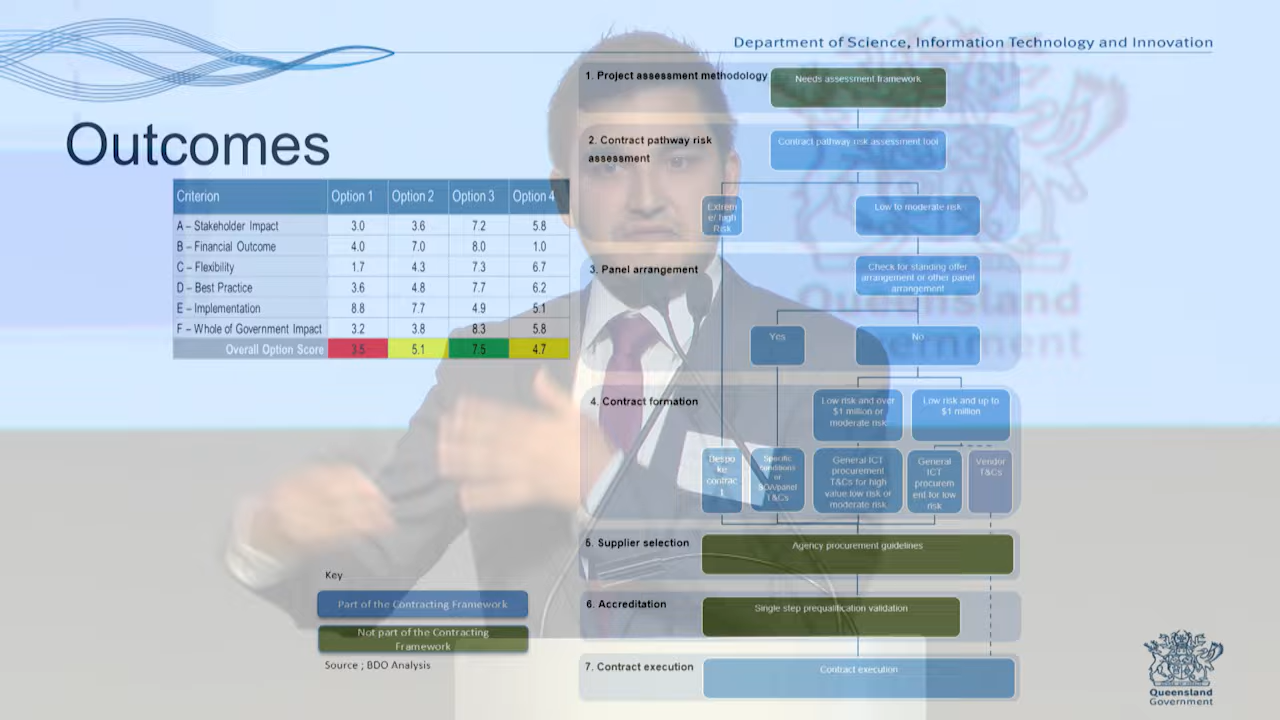 Department of Science, Information Technology and Innovation
Outcomes
Criterion Option 1 Option 2 Option 3 Option 4
A – Stakeholder Impact 3.0 3.6 7.2 5.8
B – Financial Outcome 4.0 7.0 8.0 1.0
C – Flexibility 1.7 4.3 7.3 6.7
D – Best Practice 3.6 4.8 7.7 6.2
E – Implementation 8.8 7.7 4.9 5.1
F – Whole of Government Impact 3.2 3.8 8.3 5.8
Overall Option Score 3.5 5.1 7.5 4.7
1. Project assessment methodology
Needs assessment framework
2. Contract pathway risk
assessment
Contract pathway risk assessment tool
Extrem
e/ high
Risk
Low to moderate risk
3. Panel arrangement
Check for standing offer
arrangement or other panel
arrangement
Yes
No
4. Contract formation
Low risk and over
$1 million or
moderate risk
Low risk and up to
$1 million
Bespo
ke
contrac
t
Specific
conditions
or
SOA/panel
T&Cs
General ICT
procurement
T&Cs for high
value low risk or
moderate risk
General
ICT
procurem
ent for low
risk
Vendor
T&Cs
5. Supplier selection
Agency procurement guidelines
6. Accreditation
Single step prequalification validation
7. Contract execution
Contract execution
Key
Part of the Contracting Framework
Not part of the Contracting
Framework
Source ; BDO Analysis
Queensland
Government
Queensland
Government